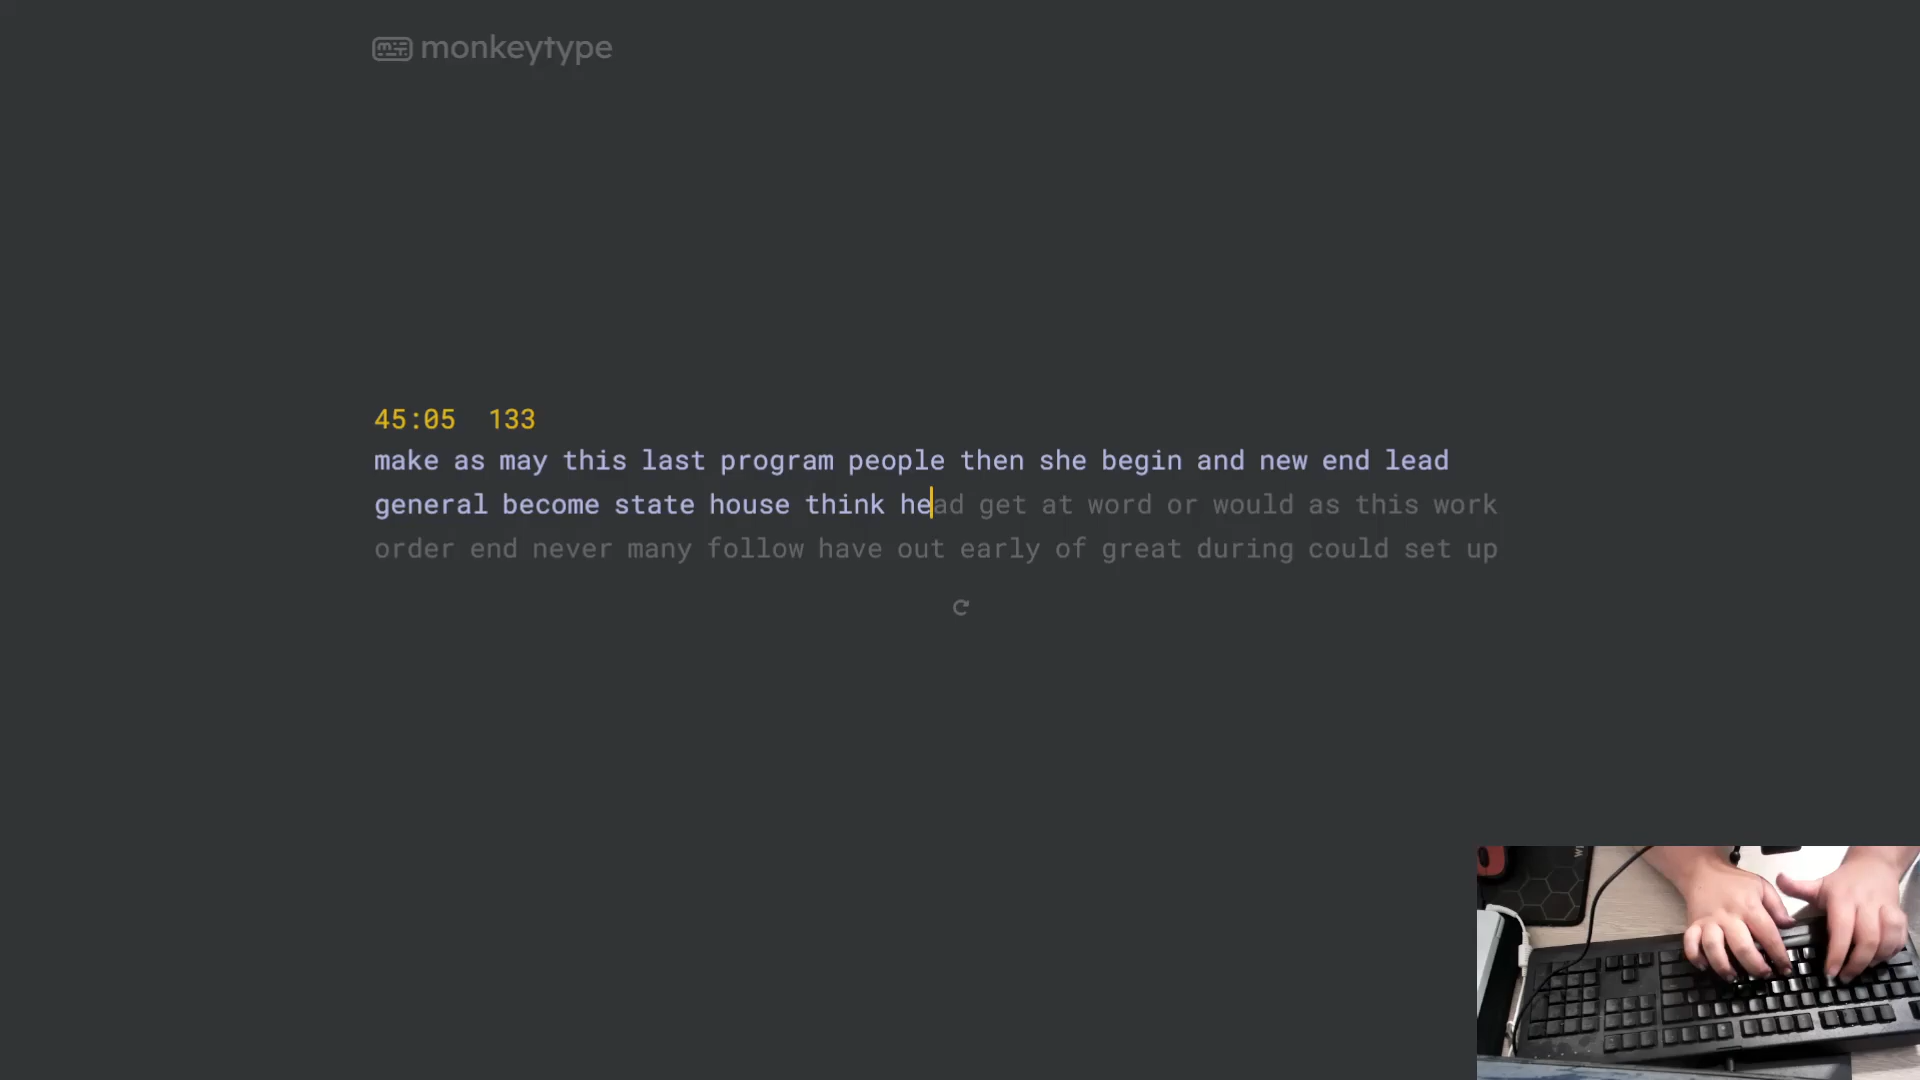 monkeytype
45:05 133
make as may this last program people then she begin and new end lead
general become state house think head get at word or would as this work
order end never many follow have out early of great during could set up